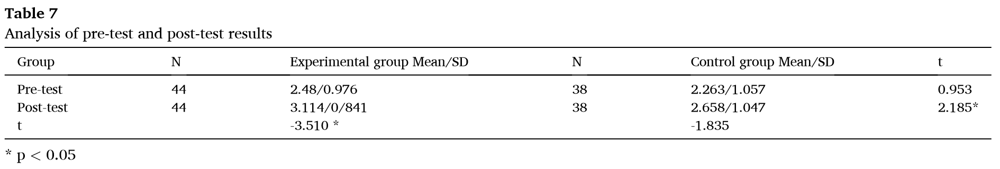 Table 7
Analysis of pre-test and post-test results
Group N Experimental group Mean/SD N Control group Mean/SD t
Pre-test 44 2.48/0.976 38 2.263/1.057 0.953
Post-test 44 3.114/0/841 38 2.658/1.047 2.185*
t -3.510 * -1.835
* p < 0.05